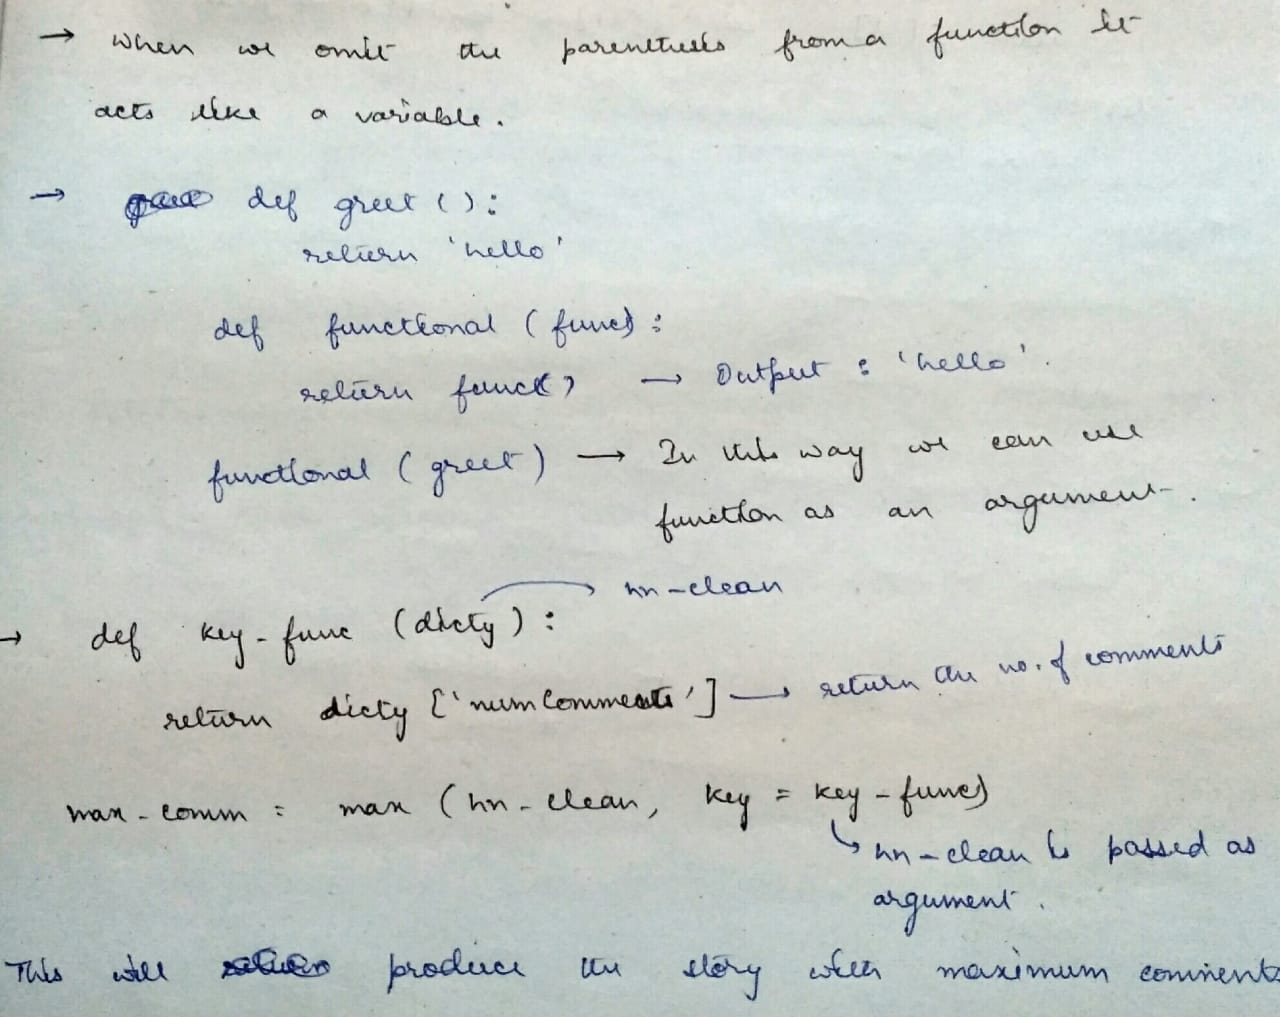 → When we omit the parenthesis from a function it
acts like a variable.
→ def greet ():
return 'hello'
def functional (func):
return func() → Output : 'hello'.
functional (greet) → In this way we can use
function as an argument.
hn-clean
→ def key-func (dicty):
return dicty ['numComments'] → return the no. of comments
max-comm = max (hn-clean, key = key-func)
hn-clean is passed as
argument.
This will produce the story with maximum comments